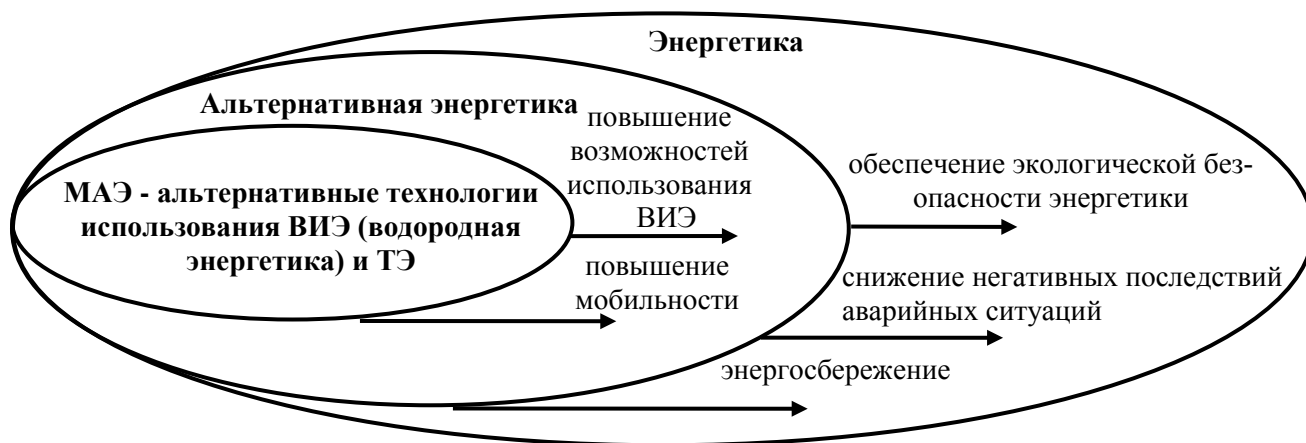 Энергетика
Альтернативная энергетика
повышение
возможностей
использования
ВИЭ
МАЭ - альтернативные технологии
использования ВИЭ (водородная
энергетика) и ТЭ
повышение
мобильности
обеспечение экологической без-
опасности энергетики
снижение негативных последствий
аварийных ситуаций
энергосбережение